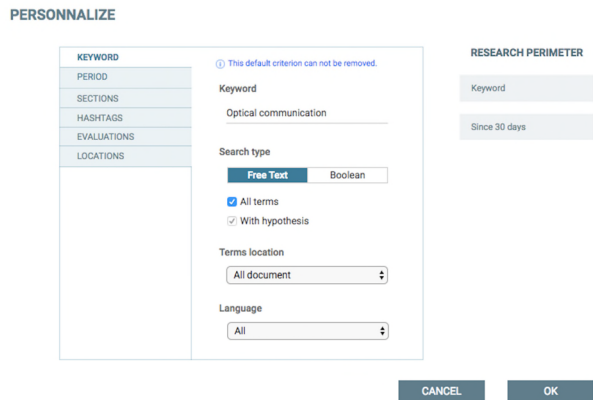 PERSONNALIZE
KEYWORD
PERIOD
SECTIONS
HASHTAGS
EVALUATIONS
LOCATIONS
This default criterion can not be removed.
Keyword
Optical communication
Search type
Free Text Boolean
All terms
With hypothesis
Terms location
All document
Language
All
RESEARCH PERIMETER
Keyword
Since 30 days
CANCEL OK